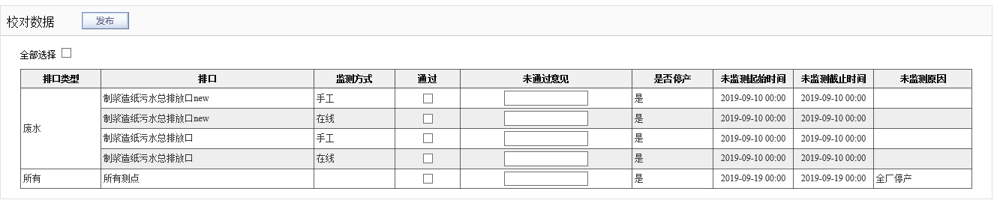 校对数据 发布
全部选择
排口类型 排口 监测方式 通过 未通过意见 是否停产 未监测起始时间 未监测截止时间 未监测原因
制浆造纸污水总排放口new 手工 是 2019-09-10 00:00 2019-09-10 00:00
制浆造纸污水总排放口new 在线 是 2019-09-10 00:00 2019-09-10 00:00
废水
制浆造纸污水总排放口 手工 是 2019-09-10 00:00 2019-09-10 00:00
制浆造纸污水总排放口 在线 是 2019-09-10 00:00 2019-09-10 00:00
所有 所有测点 是 2019-09-19 00:00 2019-09-19 00:00 全厂停产